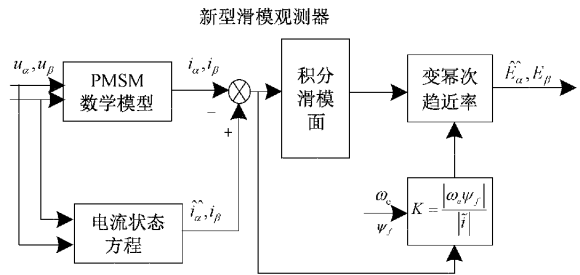 新型滑模观测器
u_α,u_β
PMSM
数学模型
i_α,i_β
−
+
积分
滑模
面
变幂次
趋近率
Ê_α,Ê_β
电流状态
方程
î_α,î_β
ω_e
ψ_f
K = |ω_e ψ_f| / |ĩ|